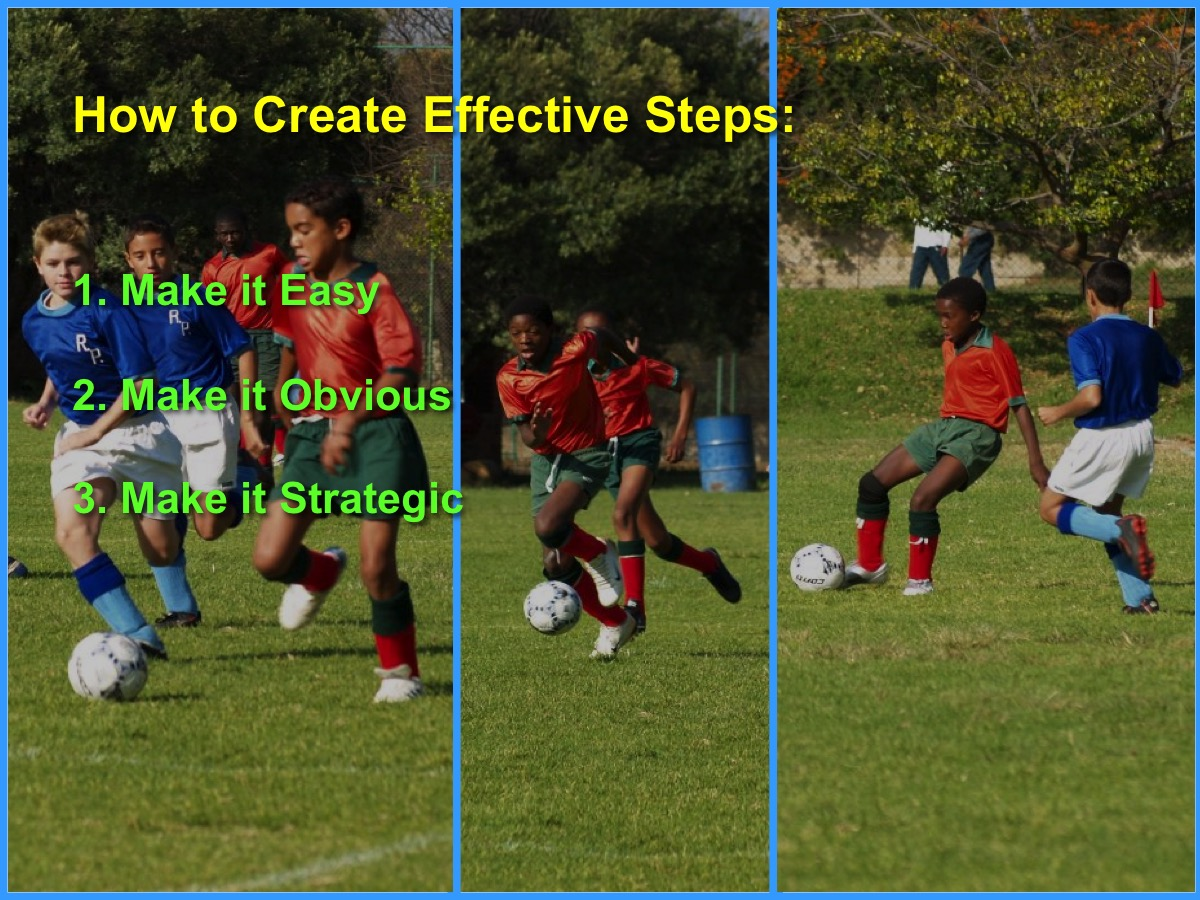 How to Create Effective Steps:
1. Make it Easy
2. Make it Obvious
3. Make it Strategic
R.P.
R.P.